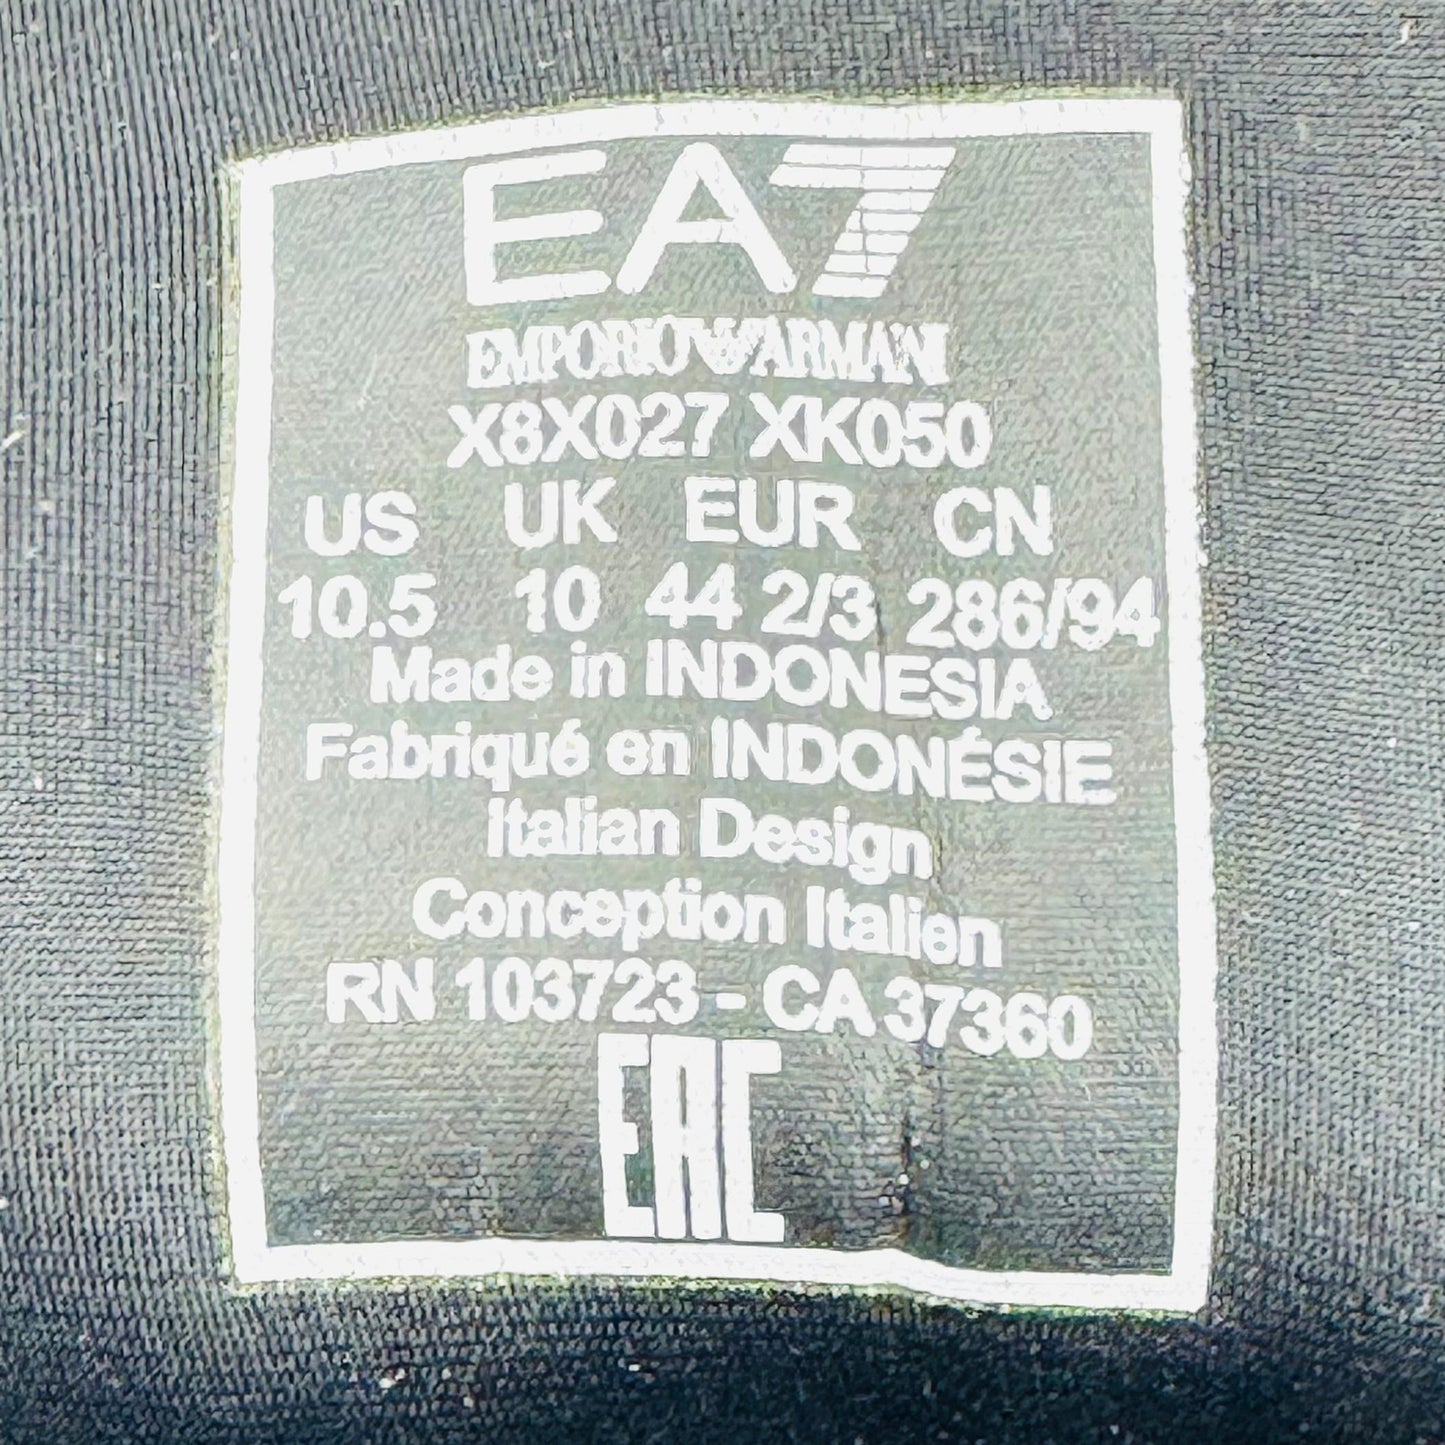 EA7
EMPORIO ARMANI
X8X027 XK050
US UK EUR CN
10.5 10 44 2/3 286/94
Made in INDONESIA
Fabriqué en INDONÉSIE
Italian Design
Conception Italien
RN 103723 - CA 37360
EAC